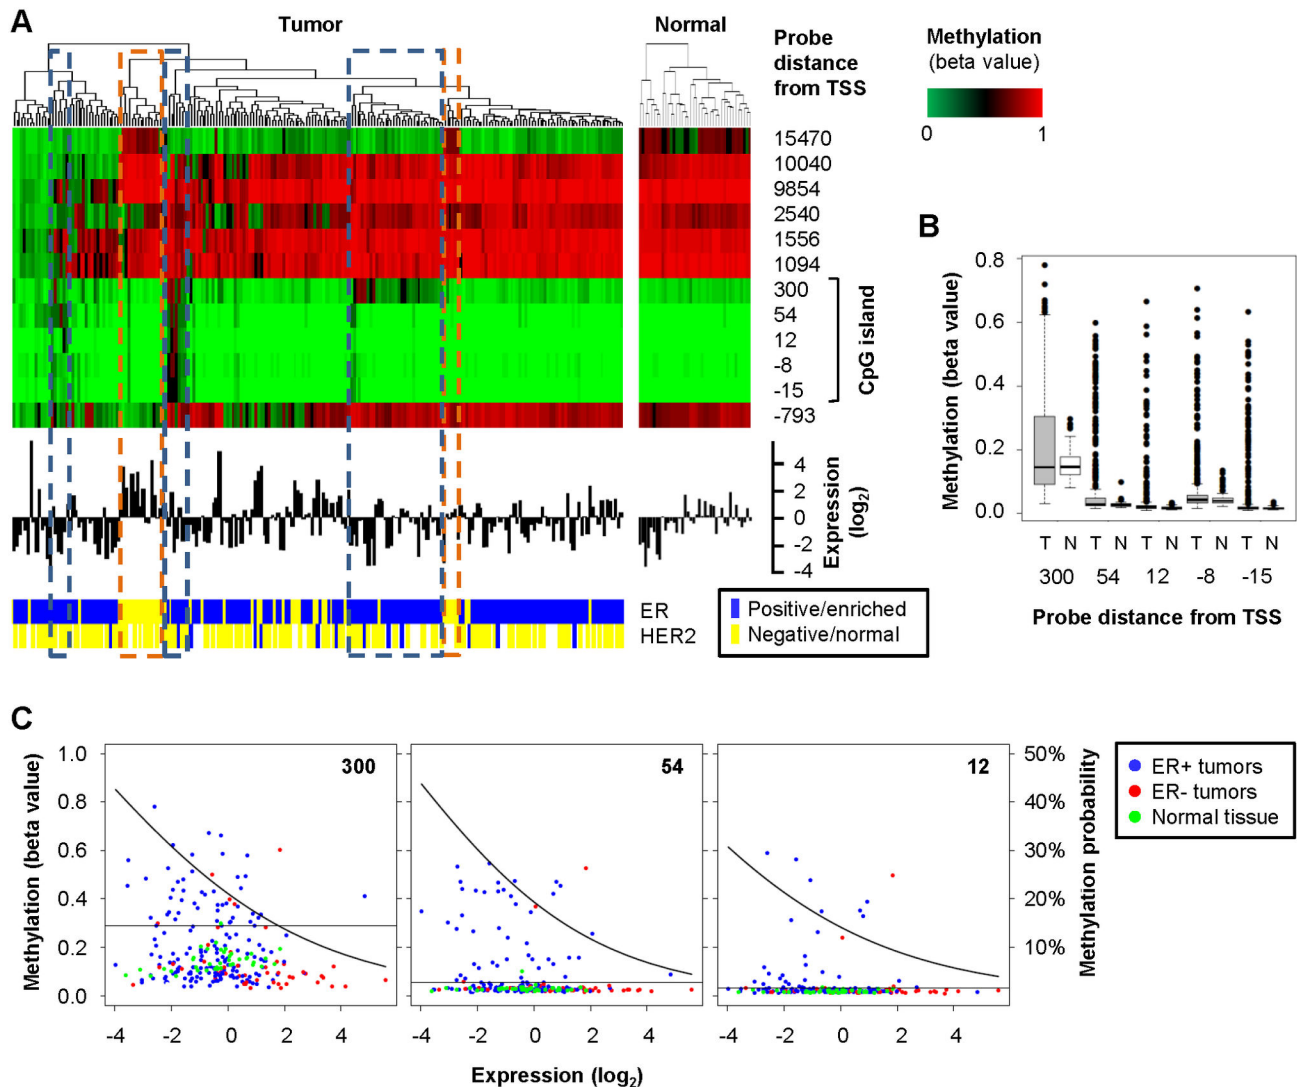 A
Tumor
Normal
Probe
distance
from TSS
Methylation
(beta value)
0 1
15470
10040
9854
2540
1556
1094
300
54
12
-8
-15
-793
CpG island
4
2
0
-2
-4
Expression
(log2)
ER
HER2
Positive/enriched
Negative/normal
B
Methylation (beta value)
0.8
0.6
0.4
0.2
0.0
T N T N T N T N T N
300 54 12 -8 -15
Probe distance from TSS
C
Methylation (beta value)
1.0
0.8
0.6
0.4
0.2
0.0
300
54
12
50%
40%
30%
20%
10%
Methylation probability
-4 -2 0 2 4
-4 -2 0 2 4
-4 -2 0 2 4
Expression (log2)
ER+ tumors
ER- tumors
Normal tissue